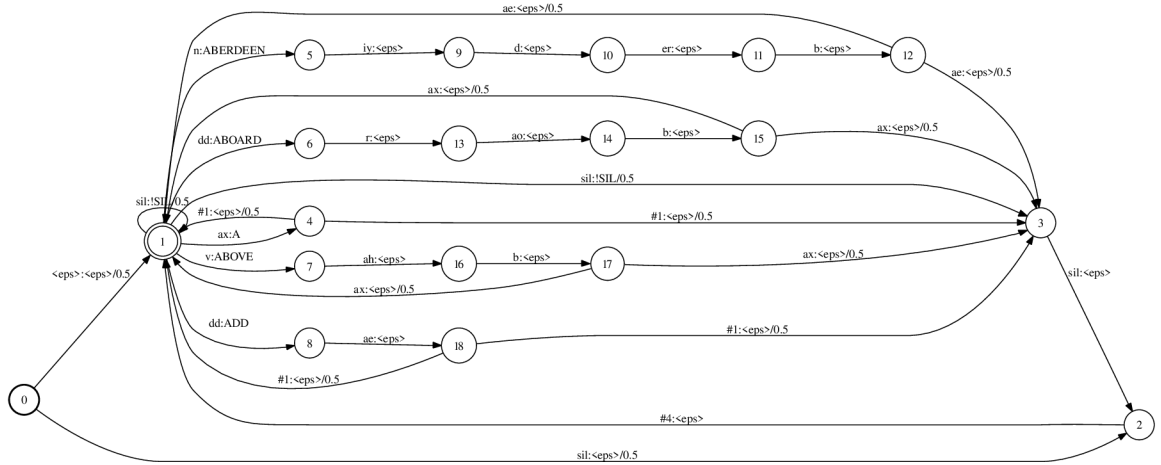 ae:<eps>/0.5
n:ABERDEEN
5
iy:<eps>
9
d:<eps>
10
er:<eps>
11
b:<eps>
12
ae:<eps>/0.5
ax:<eps>/0.5
dd:ABOARD
6
r:<eps>
13
ao:<eps>
14
b:<eps>
15
ax:<eps>/0.5
sil:!SIL/0.5
sil:!SIL/0.5
#1:<eps>/0.5
4
#1:<eps>/0.5
3
1
ax:A
v:ABOVE
7
ah:<eps>
16
b:<eps>
17
ax:<eps>/0.5
<eps>:<eps>/0.5
sil:<eps>
ax:<eps>/0.5
dd:ADD
8
ae:<eps>
18
#1:<eps>/0.5
#1:<eps>/0.5
0
#4:<eps>
2
sil:<eps>/0.5